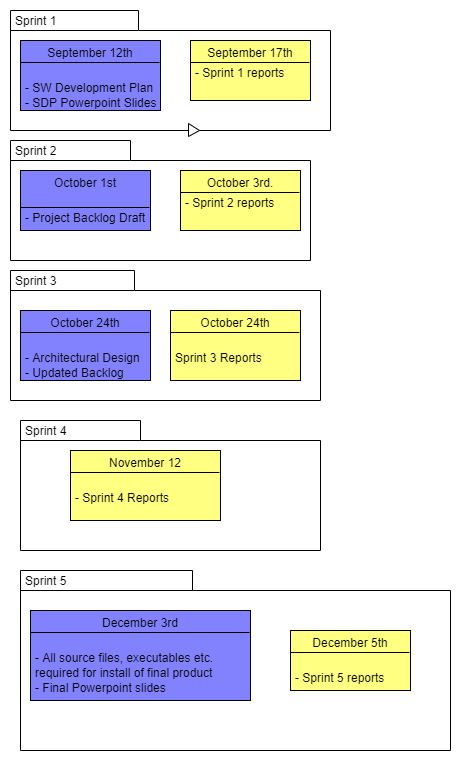 Sprint 1
September 12th
- SW Development Plan
- SDP Powerpoint Slides
September 17th
- Sprint 1 reports
Sprint 2
October 1st
- Project Backlog Draft
October 3rd.
- Sprint 2 reports
Sprint 3
October 24th
- Architectural Design
- Updated Backlog
October 24th
Sprint 3 Reports
Sprint 4
November 12
- Sprint 4 Reports
Sprint 5
December 3rd
- All source files, executables etc.
required for install of final product
- Final Powerpoint slides
December 5th
- Sprint 5 reports